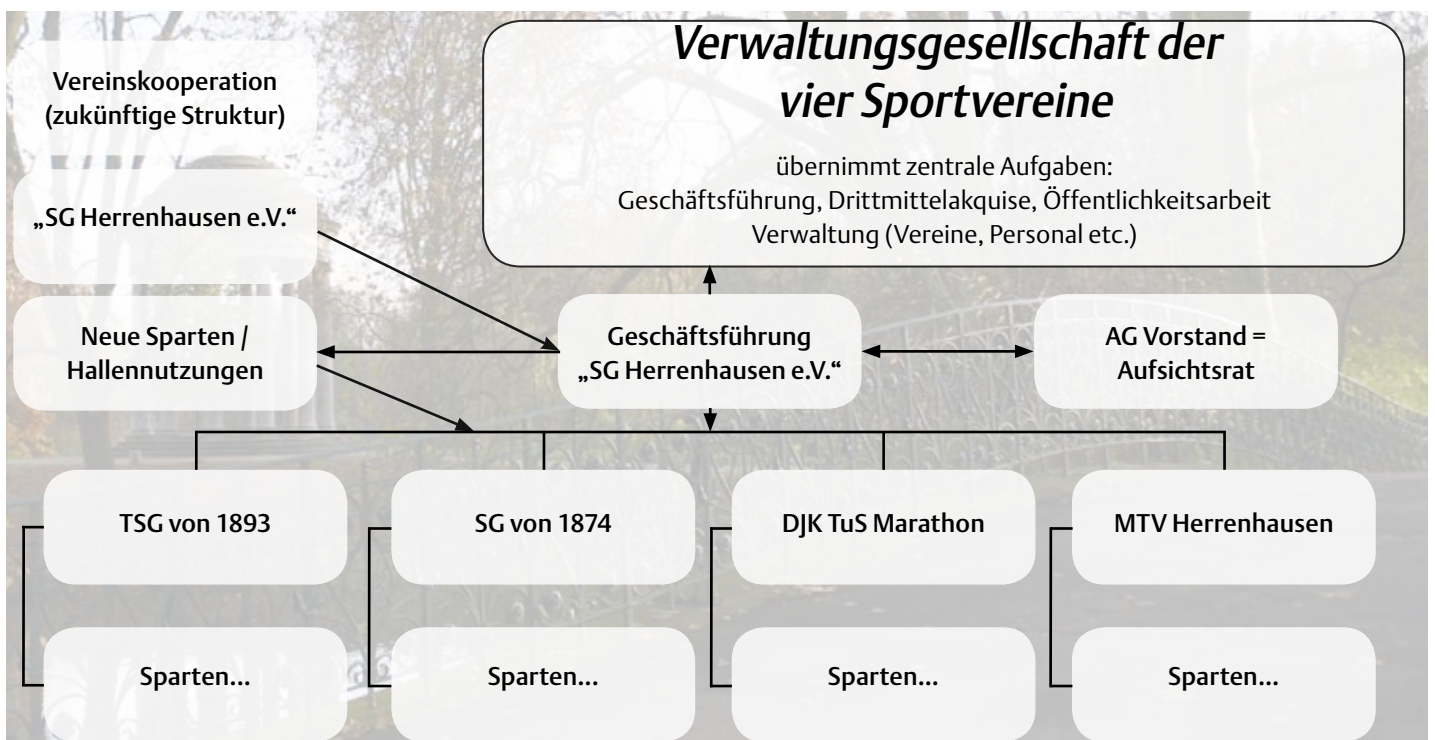 Vereinskooperation
(zukünftige Struktur)
Verwaltungsgesellschaft der
vier Sportvereine
übernimmt zentrale Aufgaben:
Geschäftsführung, Drittmittelakquise, Öffentlichkeitsarbeit
Verwaltung (Vereine, Personal etc.)
„SG Herrenhausen e.V.“
Neue Sparten /
Hallennutzungen
Geschäftsführung
„SG Herrenhausen e.V.“
AG Vorstand =
Aufsichtsrat
TSG von 1893
SG von 1874
DJK TuS Marathon
MTV Herrenhausen
Sparten...
Sparten...
Sparten...
Sparten...